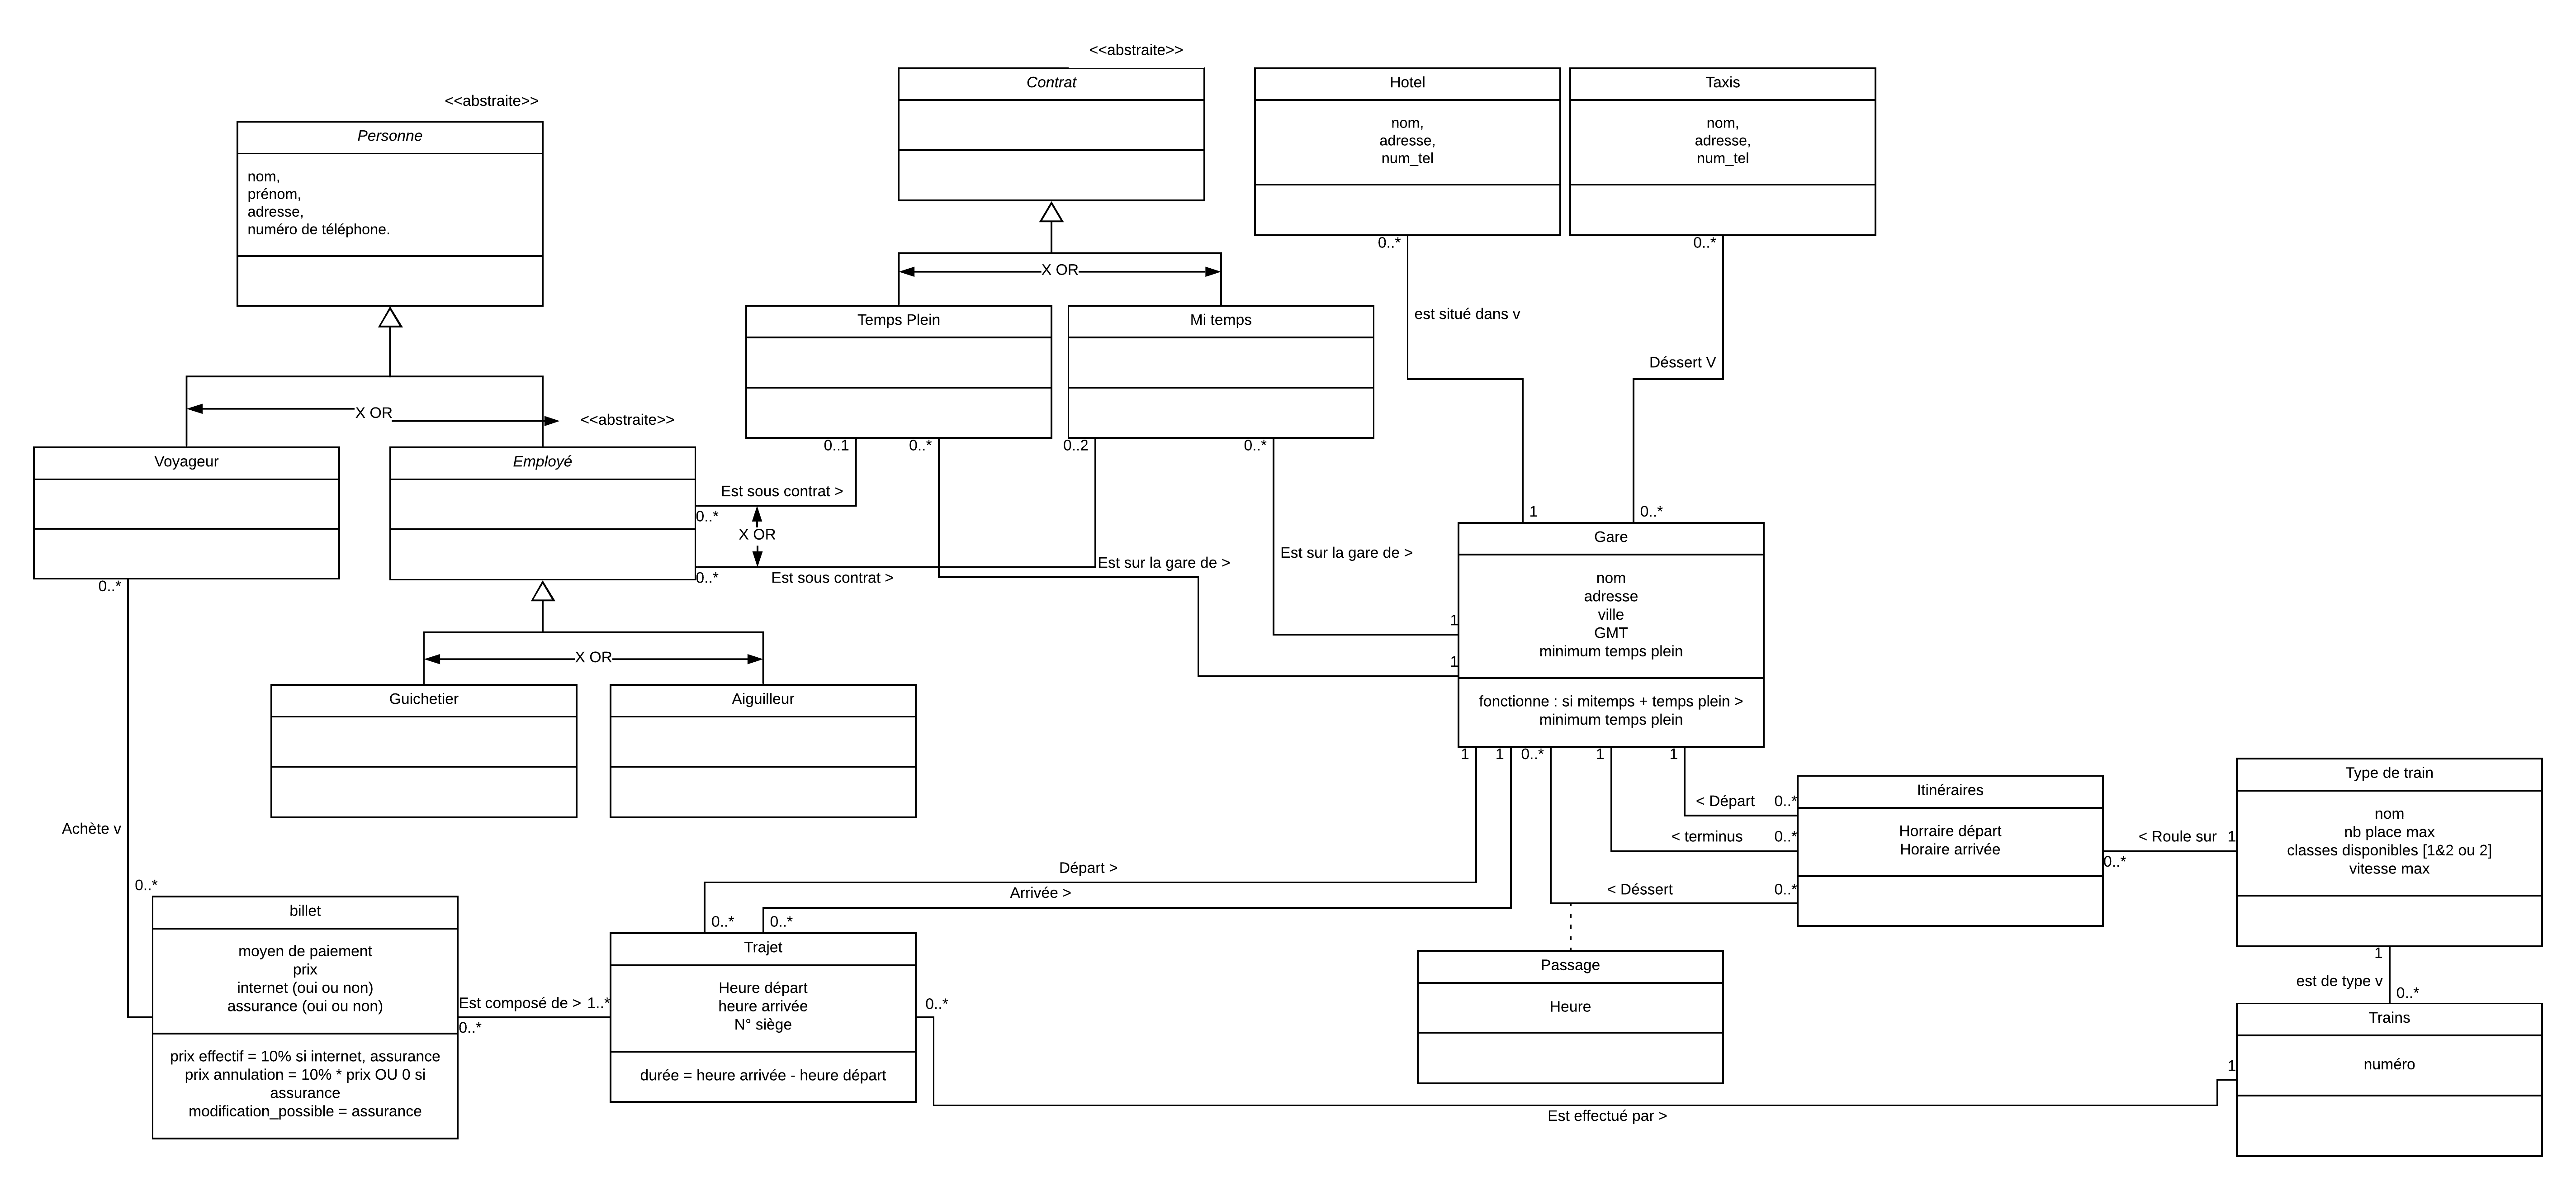 <<abstraite>>
Personne
nom,
prénom,
adresse,
numéro de téléphone.
X OR
<<abstraite>>
Voyageur
Employé
0..*
Achète v
0..*
X OR
Guichetier
Aiguilleur
<<abstraite>>
Contrat
X OR
Temps Plein
Mi temps
0..1
0..*
0..2
0..*
Est sous contrat >
0..*
X OR
0..*
Est sous contrat >
Est sur la gare de >
Est sur la gare de >
1
1
Hotel
nom,
adresse,
num_tel
0..*
est situé dans v
1
Taxis
nom,
adresse,
num_tel
0..*
Déssert V
0..*
Gare
nom
adresse
ville
GMT
minimum temps plein
fonctionne : si mitemps + temps plein >
minimum temps plein
1
1
0..*
1
1
< Départ
0..*
< terminus
0..*
< Déssert
0..*
Itinéraires
Horraire départ
Horaire arrivée
< Roule sur
1
0..*
Type de train
nom
nb place max
classes disponibles [1&2 ou 2]
vitesse max
1
est de type v
0..*
Trains
numéro
1
Passage
Heure
Départ >
Arrivée >
0..*
0..*
Trajet
Heure départ
heure arrivée
N° siège
durée = heure arrivée - heure départ
0..*
Est effectué par >
billet
moyen de paiement
prix
internet (oui ou non)
assurance (oui ou non)
prix effectif = 10% si internet, assurance
prix annulation = 10% * prix OU 0 si
assurance
modification_possible = assurance
Est composé de >
1..*
0..*